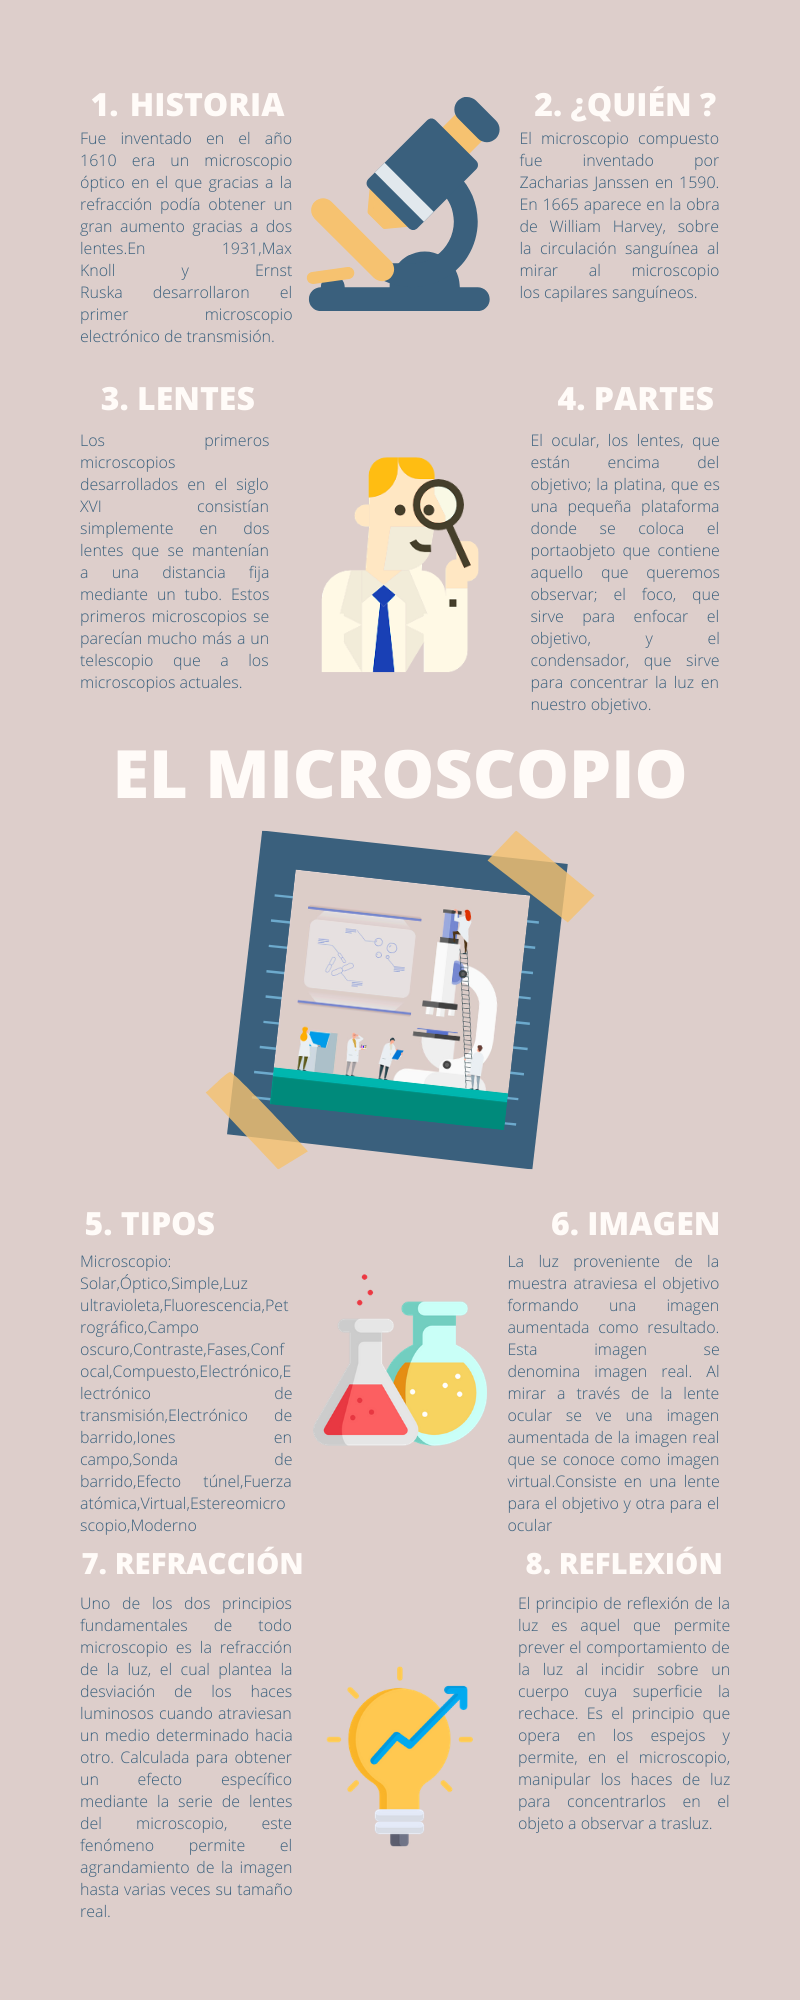 1. HISTORIA
Fue inventado en el año
1610 era un microscopio
óptico en el que gracias a la
refracción podía obtener un
gran aumento gracias a dos
lentes.En 1931,Max
Knoll y Ernst
Ruska desarrollaron el
primer microscopio
electrónico de transmisión.
2. ¿QUIÉN ?
El microscopio compuesto
fue inventado por
Zacharias Janssen en 1590.
En 1665 aparece en la obra
de William Harvey, sobre
la circulación sanguínea al
mirar al microscopio
los capilares sanguíneos.
3. LENTES
Los primeros
microscopios
desarrollados en el siglo
XVI consistían
simplemente en dos
lentes que se mantenían
a una distancia fija
mediante un tubo. Estos
primeros microscopios se
parecían mucho más a un
telescopio que a los
microscopios actuales.
4. PARTES
El ocular, los lentes, que
están encima del
objetivo; la platina, que es
una pequeña plataforma
donde se coloca el
portaobjeto que contiene
aquello que queremos
observar; el foco, que
sirve para enfocar el
objetivo, y el
condensador, que sirve
para concentrar la luz en
nuestro objetivo.
EL MICROSCOPIO
5. TIPOS
Microscopio:
Solar,Óptico,Simple,Luz
ultravioleta,Fluorescencia,Pet
rográfico,Campo
oscuro,Contraste,Fases,Conf
ocal,Compuesto,Electrónico,E
lectrónico de
transmisión,Electrónico de
barrido,Iones en
campo,Sonda de
barrido,Efecto túnel,Fuerza
atómica,Virtual,Estereomicro
scopio,Moderno
6. IMAGEN
La luz proveniente de la
muestra atraviesa el objetivo
formando una imagen
aumentada como resultado.
Esta imagen se
denomina imagen real. Al
mirar a través de la lente
ocular se ve una imagen
aumentada de la imagen real
que se conoce como imagen
virtual.Consiste en una lente
para el objetivo y otra para el
ocular
7. REFRACCIÓN
Uno de los dos principios
fundamentales de todo
microscopio es la refracción
de la luz, el cual plantea la
desviación de los haces
luminosos cuando atraviesan
un medio determinado hacia
otro. Calculada para obtener
un efecto específico
mediante la serie de lentes
del microscopio, este
fenómeno permite el
agrandamiento de la imagen
hasta varias veces su tamaño
real.
8. REFLEXIÓN
El principio de reflexión de la
luz es aquel que permite
prever el comportamiento de
la luz al incidir sobre un
cuerpo cuya superficie la
rechace. Es el principio que
opera en los espejos y
permite, en el microscopio,
manipular los haces de luz
para concentrarlos en el
objeto a observar a trasluz.